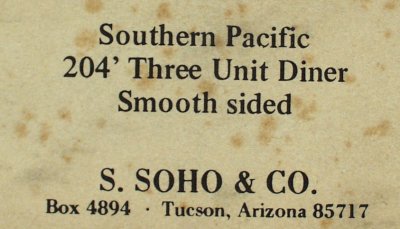 Southern Pacific
204' Three Unit Diner
Smooth sided
S. SOHO & CO.
Box 4894 · Tucson, Arizona 85717